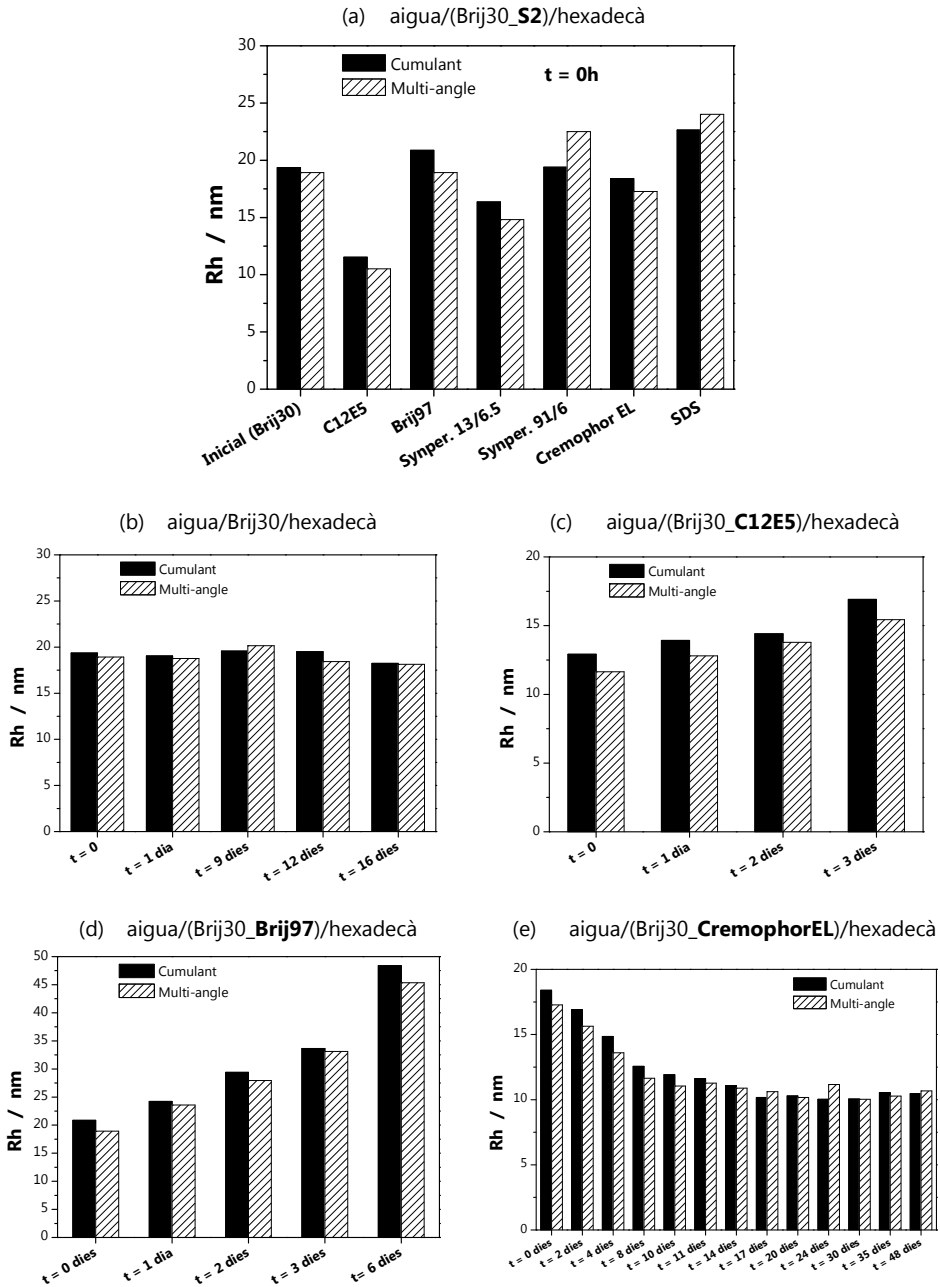 (a) aigua/(Brij30_S2)/hexadecà
30
25
20
15
10
5
0
Rh / nm
Cumulant
Multi-angle
t = 0h
Inicial (Brij30)
C12E5
Brij97
Synper. 13/6.5
Synper. 91/6
Cremophor EL
SDS
(b) aigua/Brij30/hexadecà
30
25
20
15
10
5
0
Rh / nm
Cumulant
Multi-angle
t = 0
t = 1 dia
t = 9 dies
t = 12 dies
t = 16 dies
(c) aigua/(Brij30_C12E5)/hexadecà
20
15
10
5
0
Rh / nm
Cumulant
Multi-angle
t = 0
t = 1 dia
t = 2 dies
t = 3 dies
(d) aigua/(Brij30_Brij97)/hexadecà
50
45
40
35
30
25
20
15
10
5
0
Rh / nm
Cumulant
Multi-angle
t = 0 dies
t = 1 dia
t = 2 dies
t = 3 dies
t= 6 dies
(e) aigua/(Brij30_CremophorEL)/hexadecà
20
15
10
5
0
Rh / nm
Cumulant
Multi-angle
t = 0 dies
t = 2 dies
t = 4 dies
t = 8 dies
t = 10 dies
t = 11 dies
t = 14 dies
t = 17 dies
t = 20 dies
t = 24 dies
t = 30 dies
t = 35 dies
t = 48 dies